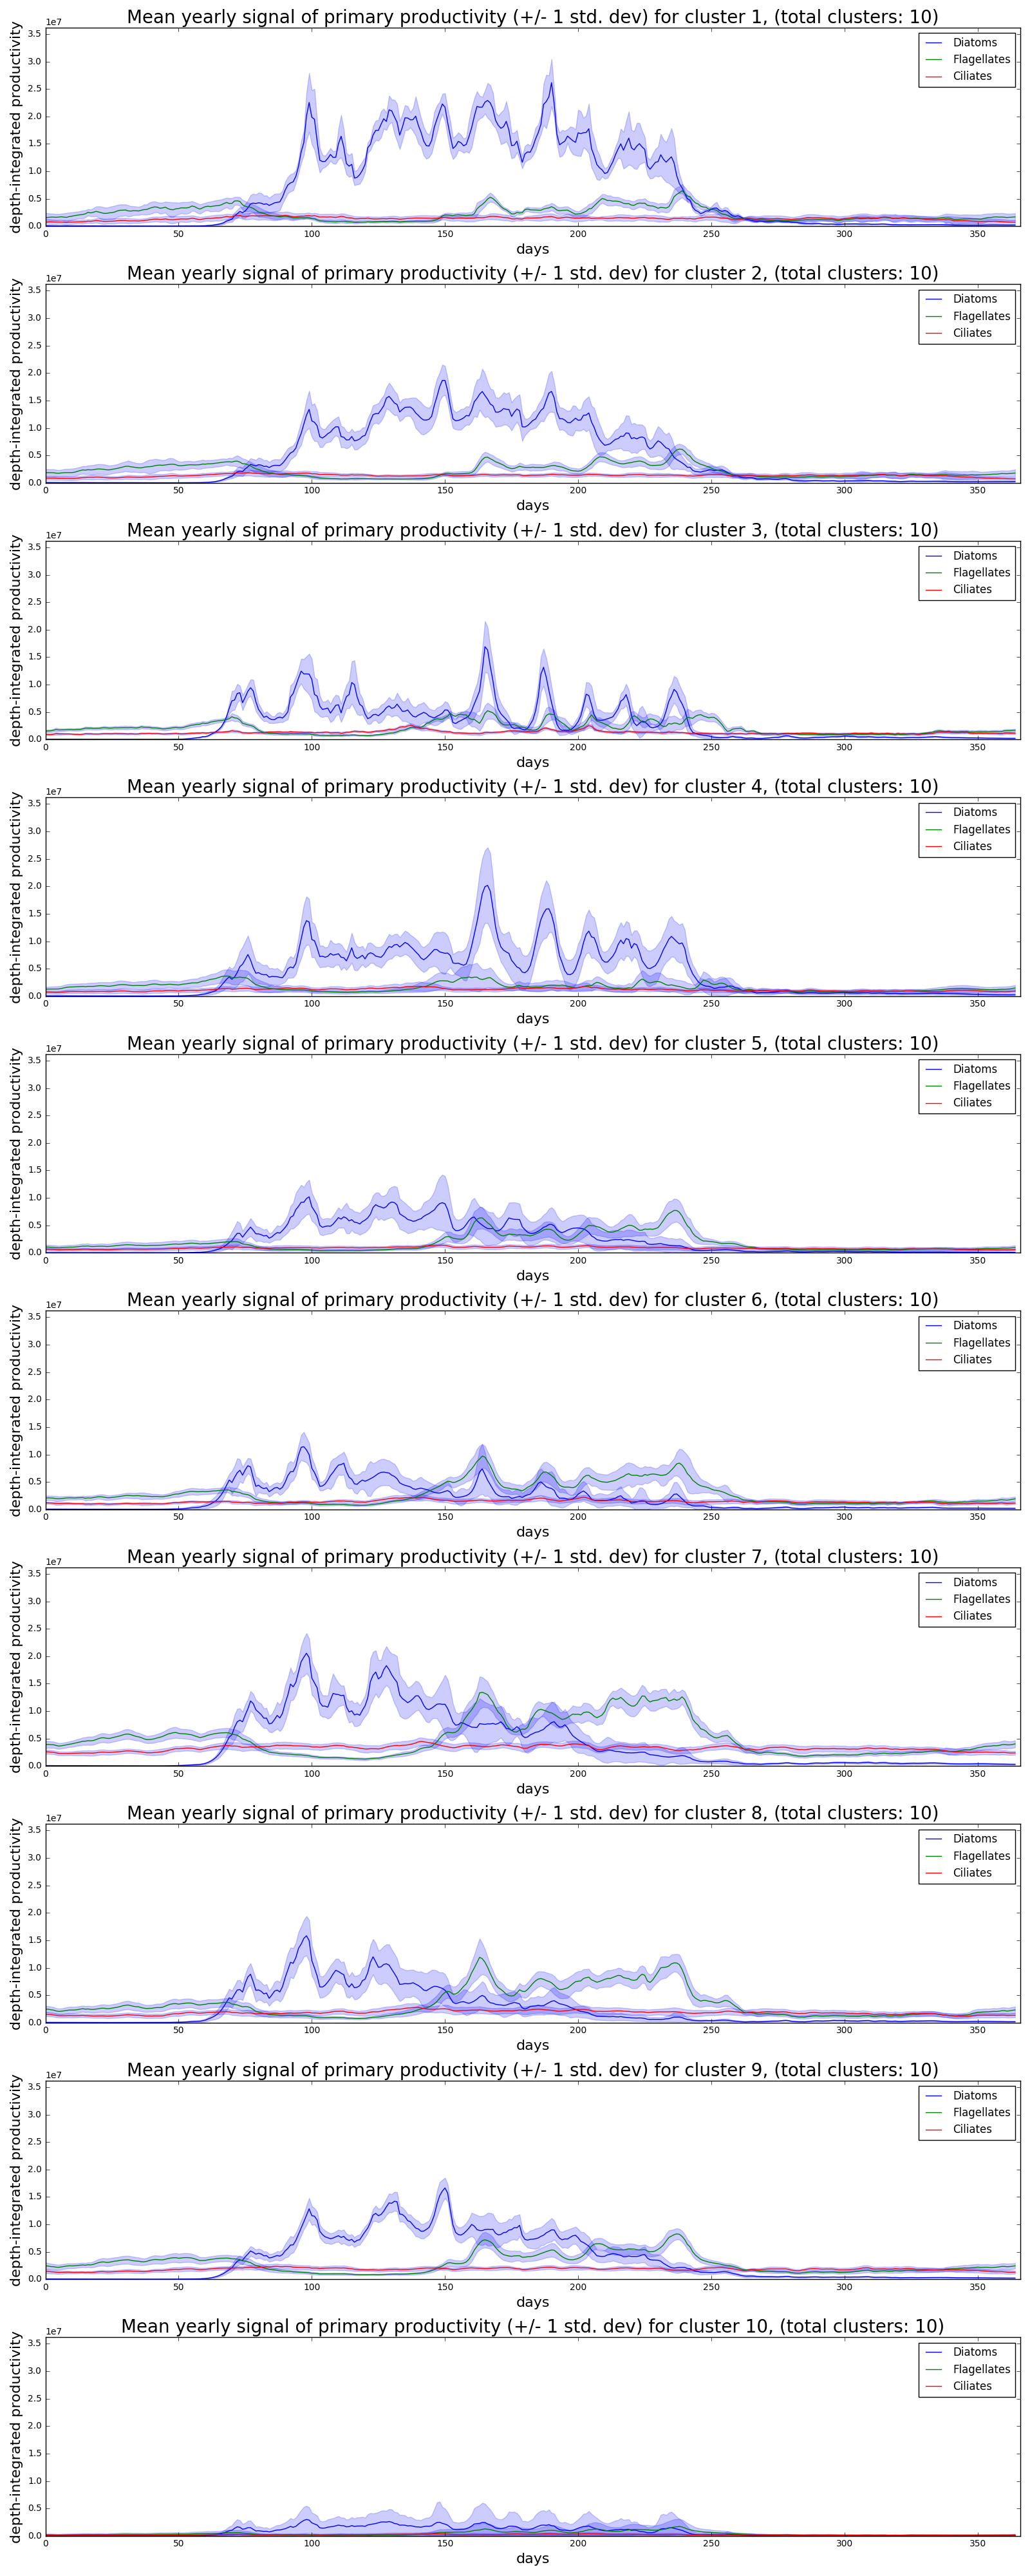 Mean yearly signal of primary productivity (+/- 1 std. dev) for cluster 1, (total clusters: 10)
1e7
3.5
3.0
2.5
2.0
1.5
1.0
0.5
0.0
depth-integrated productivity
Diatoms
Flagellates
Ciliates
0 50 100 150 200 250 300 350
days
Mean yearly signal of primary productivity (+/- 1 std. dev) for cluster 2, (total clusters: 10)
1e7
3.5
3.0
2.5
2.0
1.5
1.0
0.5
0.0
depth-integrated productivity
Diatoms
Flagellates
Ciliates
0 50 100 150 200 250 300 350
days
Mean yearly signal of primary productivity (+/- 1 std. dev) for cluster 3, (total clusters: 10)
1e7
3.5
3.0
2.5
2.0
1.5
1.0
0.5
0.0
depth-integrated productivity
Diatoms
Flagellates
Ciliates
0 50 100 150 200 250 300 350
days
Mean yearly signal of primary productivity (+/- 1 std. dev) for cluster 4, (total clusters: 10)
1e7
3.5
3.0
2.5
2.0
1.5
1.0
0.5
0.0
depth-integrated productivity
Diatoms
Flagellates
Ciliates
0 50 100 150 200 250 300 350
days
Mean yearly signal of primary productivity (+/- 1 std. dev) for cluster 5, (total clusters: 10)
1e7
3.5
3.0
2.5
2.0
1.5
1.0
0.5
0.0
depth-integrated productivity
Diatoms
Flagellates
Ciliates
0 50 100 150 200 250 300 350
days
Mean yearly signal of primary productivity (+/- 1 std. dev) for cluster 6, (total clusters: 10)
1e7
3.5
3.0
2.5
2.0
1.5
1.0
0.5
0.0
depth-integrated productivity
Diatoms
Flagellates
Ciliates
0 50 100 150 200 250 300 350
days
Mean yearly signal of primary productivity (+/- 1 std. dev) for cluster 7, (total clusters: 10)
1e7
3.5
3.0
2.5
2.0
1.5
1.0
0.5
0.0
depth-integrated productivity
Diatoms
Flagellates
Ciliates
0 50 100 150 200 250 300 350
days
Mean yearly signal of primary productivity (+/- 1 std. dev) for cluster 8, (total clusters: 10)
1e7
3.5
3.0
2.5
2.0
1.5
1.0
0.5
0.0
depth-integrated productivity
Diatoms
Flagellates
Ciliates
0 50 100 150 200 250 300 350
days
Mean yearly signal of primary productivity (+/- 1 std. dev) for cluster 9, (total clusters: 10)
1e7
3.5
3.0
2.5
2.0
1.5
1.0
0.5
0.0
depth-integrated productivity
Diatoms
Flagellates
Ciliates
0 50 100 150 200 250 300 350
days
Mean yearly signal of primary productivity (+/- 1 std. dev) for cluster 10, (total clusters: 10)
1e7
3.5
3.0
2.5
2.0
1.5
1.0
0.5
0.0
depth-integrated productivity
Diatoms
Flagellates
Ciliates
0 50 100 150 200 250 300 350
days